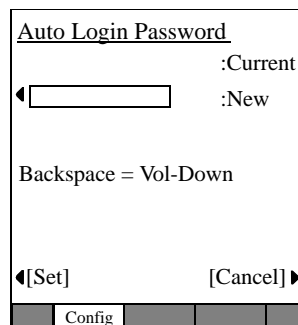 Auto Login Password
:Current
:New
Backspace = Vol-Down
[Set] [Cancel]
Config